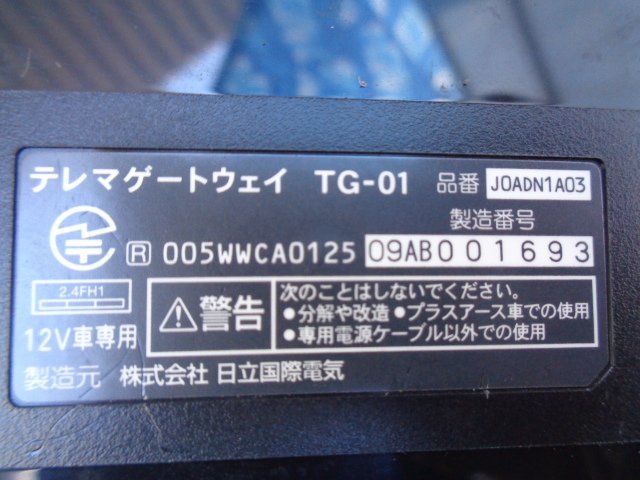 テレマゲートウェイ TG-01 品番 J0ADN1A03
製造番号
R 005WWCA0125 09AB001693
2.4FH1
12V車専用
警告
次のことはしないでください。
●分解や改造 ●プラスアース車での使用
●専用電源ケーブル以外での使用
製造元 株式会社 日立国際電気